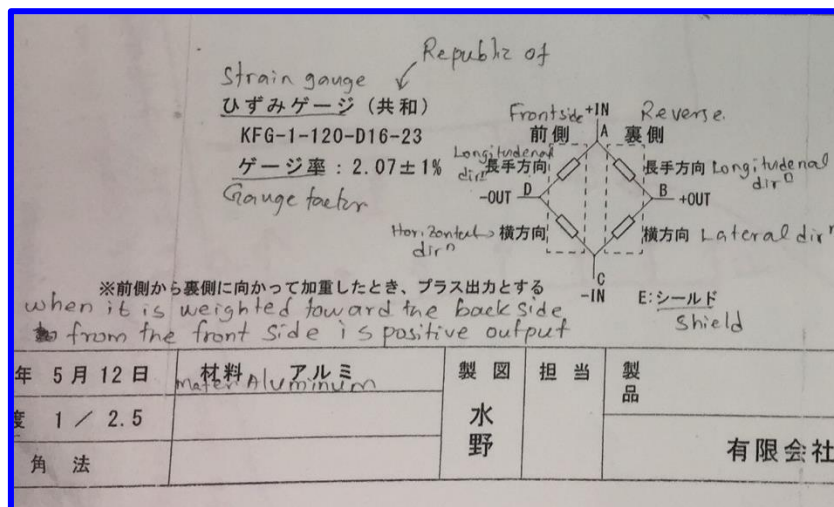 Republic of
Strain gauge
ひずみゲージ (共和)
KFG-1-120-D16-23
ゲージ率：2.07±1%
Gauge factor
Frontside +IN Reverse.
前側 A 裏側
Longitudenal dirⁿ 長手方向 長手方向 Longitudenal dirⁿ
-OUT D B +OUT
Horizontal dirⁿ 横方向 横方向 Lateral dirⁿ
C
-IN
E:シールド
Shield
※前側から裏側に向かって加重したとき、プラス出力とする
when it is weighted toward the back side
from the front side is positive output
年 5月12日 材料 アルミ 製図 担当 製品
Aluminum
度 1／2.5 水野
角法 有限会社